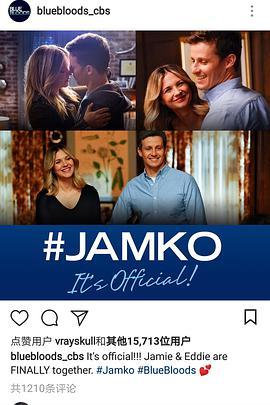 BLUE BLOODS
bluebloods_cbs
#JAMKO
It's Official!
点赞用户 vrayskull和其他15,713位用户
bluebloods_cbs It's official!!! Jamie & Eddie are
FINALLY together. #Jamko #BlueBloods 💕
共1210条评论